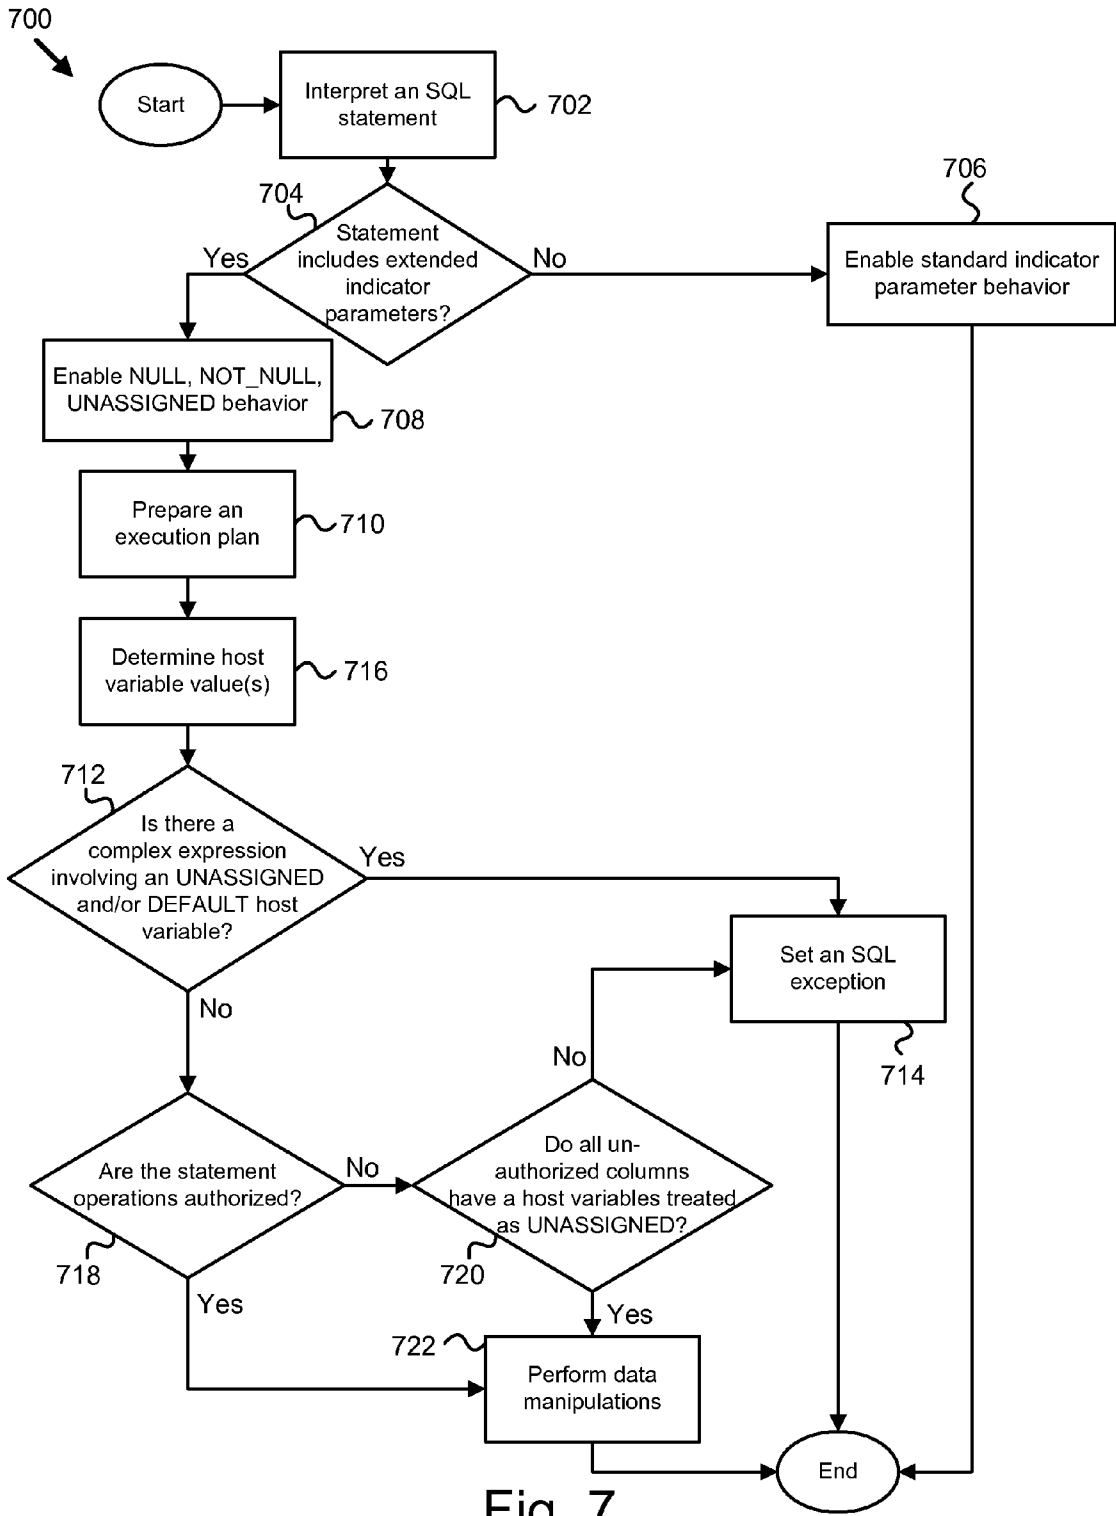 700
Start
Interpret an SQL
statement
702
704
Statement
includes extended
indicator
parameters?
Yes
No
706
Enable standard indicator
parameter behavior
Enable NULL, NOT_NULL,
UNASSIGNED behavior
708
Prepare an
execution plan
710
Determine host
variable value(s)
716
712
Is there a
complex expression
involving an UNASSIGNED
and/or DEFAULT host
variable?
Yes
No
Set an SQL
exception
714
Are the statement
operations authorized?
718
No
Yes
Do all un-
authorized columns
have a host variables treated
as UNASSIGNED?
720
No
Yes
722
Perform data
manipulations
End
Fig. 7